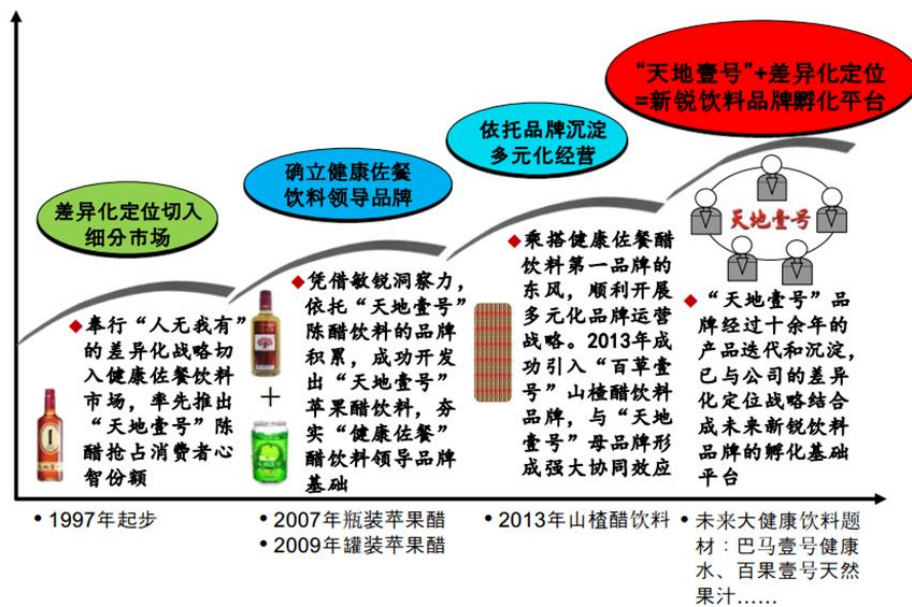 差异化定位切入
细分市场
奉行“人无我有”
的差异化战略切
入健康佐餐饮料
市场，率先推出
“天地壹号”陈
醋抢占消费者心
智份额
1997年起步
确立健康佐餐
饮料领导品牌
凭借敏锐洞察力，
依托“天地壹号”
陈醋饮料的品牌
积累，成功开发
出“天地壹号”
苹果醋饮料，夯
实“健康佐餐”
醋饮料领导品牌
基础
+
2007年瓶装苹果醋
2009年罐装苹果醋
依托品牌沉淀
多元化经营
乘搭健康佐餐醋
饮料第一品牌的
东风，顺利开展
多元化品牌运营
战略。2013年成
功引入“百草壹
号”山楂醋饮料
品牌，与“天地
壹号”母品牌形
成强大协同效应
2013年山楂醋饮料
“天地壹号”+差异化定位
=新锐饮料品牌孵化平台
天地壹号
“天地壹号”品
牌经过十余年的
产品迭代和沉淀，
已与公司的差异
化定位战略结合
成未来新锐饮料
品牌的孵化基础
平台
未来大健康饮料题
材：巴马壹号健康
水、百果壹号天然
果汁……